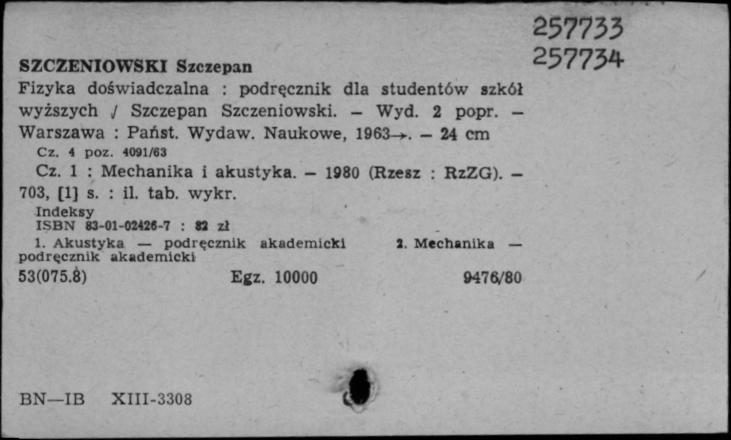 257733
257734
SZCZENIOWSKI Szczepan
Fizyka doświadczalna : podręcznik dla studentów szkół
wyższych / Szczepan Szczeniowski. — Wyd. 2 popr. —
Warszawa : Państ. Wydaw. Naukowe, 1963→. — 24 cm
Cz. 4 poz. 4091/63
Cz. 1 : Mechanika i akustyka. — 1980 (Rzesz : RzZG). —
703, [1] s. : il. tab. wykr.
Indeksy
ISBN 83-01-02426-7 : 82 zł
1. Akustyka — podręcznik akademicki 2. Mechanika —
podręcznik akademicki
53(075.8) Egz. 10000 9476/80
BN—IB XIII-3308